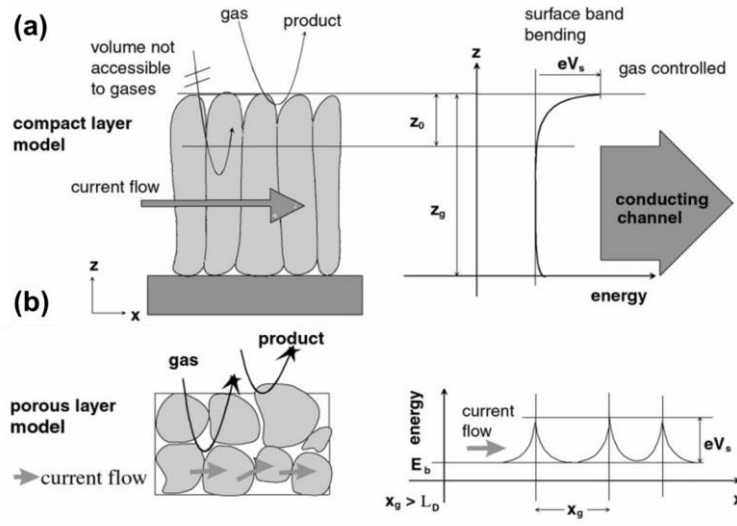 (a)
gas
product
volume not
accessible
to gases
compact layer
model
current flow
z
x
surface band
bending
z
eVs
gas controlled
z0
zg
conducting
channel
energy
(b)
gas
product
porous layer
model
current flow
energy
current
flow
Eb
eVs
xg > LD
xg
x